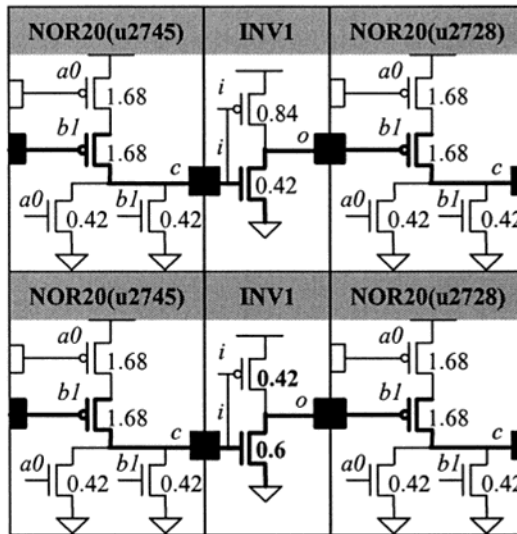 NOR20(u2745) INV1 NOR20(u2728)
a0 a0
1.68 i 0.84 1.68
b1 o b1
1.68 1.68
c i 0.42 c
a0 b1 a0 b1
0.42 0.42 0.42 0.42
NOR20(u2745) INV1 NOR20(u2728)
a0 a0
1.68 i 0.42 1.68
b1 o b1
1.68 1.68
c i 0.6 c
a0 b1 a0 b1
0.42 0.42 0.42 0.42